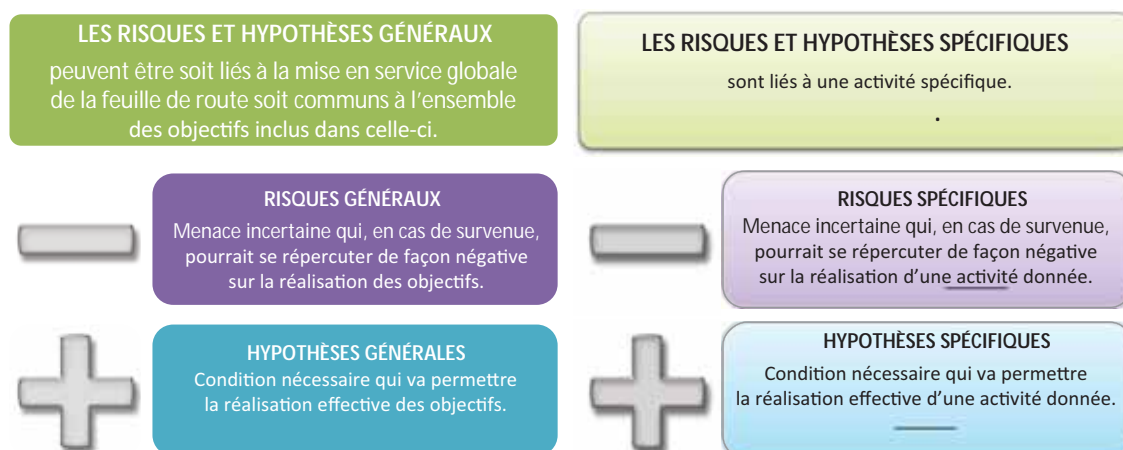 LES RISQUES ET HYPOTHÈSES GÉNÉRAUX
peuvent être soit liés à la mise en service globale
de la feuille de route soit communs à l'ensemble
des objectifs inclus dans celle-ci.
LES RISQUES ET HYPOTHÈSES SPÉCIFIQUES
sont liés à une activité spécifique.
.
RISQUES GÉNÉRAUX
Menace incertaine qui, en cas de survenue,
pourrait se répercuter de façon négative
sur la réalisation des objectifs.
RISQUES SPÉCIFIQUES
Menace incertaine qui, en cas de survenue,
pourrait se répercuter de façon négative
sur la réalisation d'une activité donnée.
HYPOTHÈSES GÉNÉRALES
Condition nécessaire qui va permettre
la réalisation effective des objectifs.
HYPOTHÈSES SPÉCIFIQUES
Condition nécessaire qui va permettre
la réalisation effective d'une activité donnée.